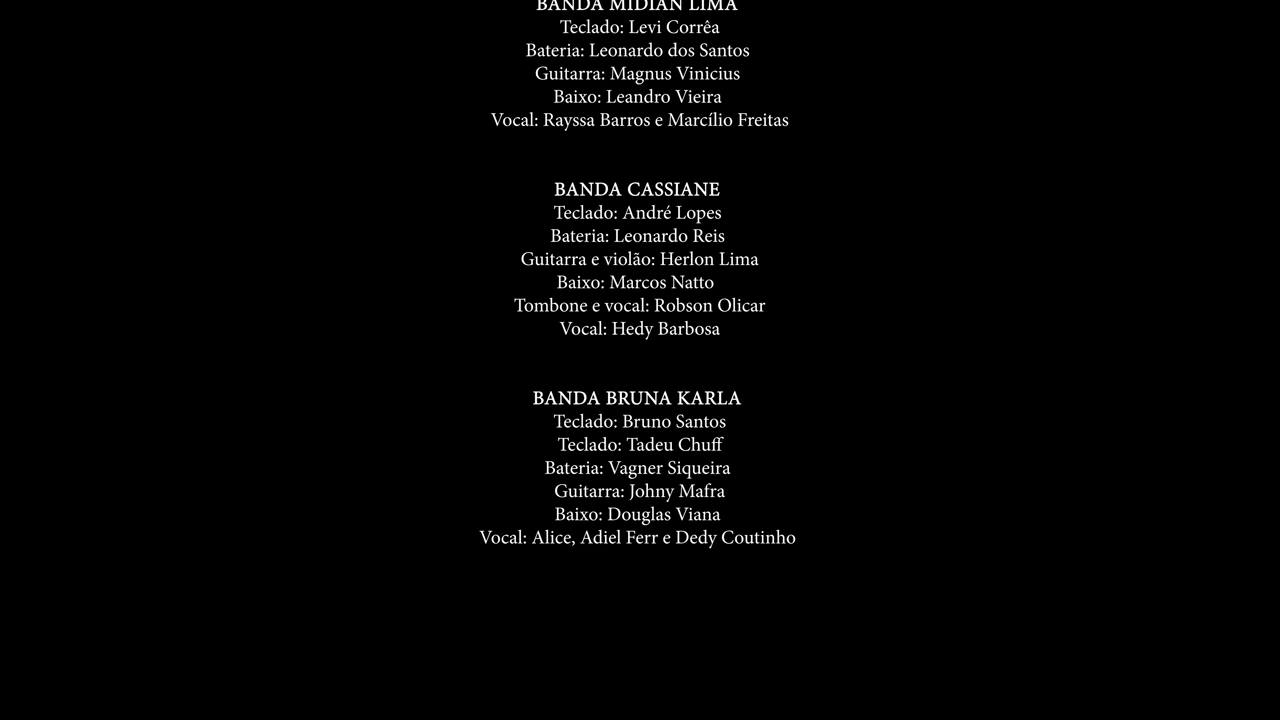 BANDA MIDIAN LIMA
Teclado: Levi Corrêa
Bateria: Leonardo dos Santos
Guitarra: Magnus Vinicius
Baixo: Leandro Vieira
Vocal: Rayssa Barros e Marcílio Freitas
BANDA CASSIANE
Teclado: André Lopes
Bateria: Leonardo Reis
Guitarra e violão: Herlon Lima
Baixo: Marcos Natto
Tombone e vocal: Robson Olicar
Vocal: Hedy Barbosa
BANDA BRUNA KARLA
Teclado: Bruno Santos
Teclado: Tadeu Chuff
Bateria: Vagner Siqueira
Guitarra: Johny Mafra
Baixo: Douglas Viana
Vocal: Alice, Adiel Ferr e Dedy Coutinho